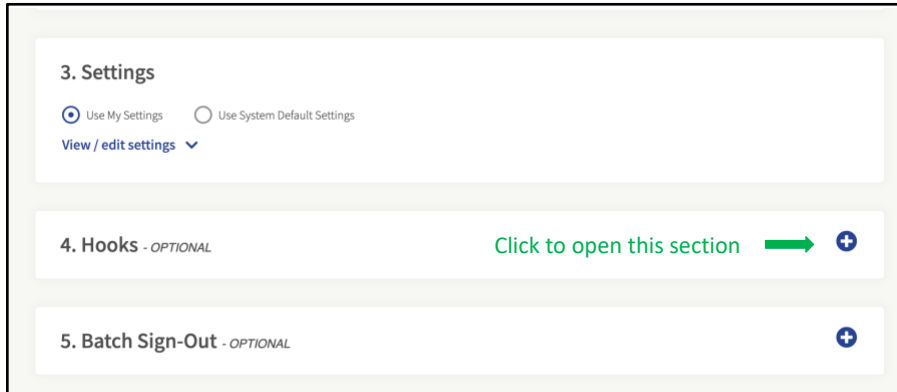 3. Settings
Use My Settings Use System Default Settings
View / edit settings
4. Hooks - OPTIONAL Click to open this section
5. Batch Sign-Out - OPTIONAL